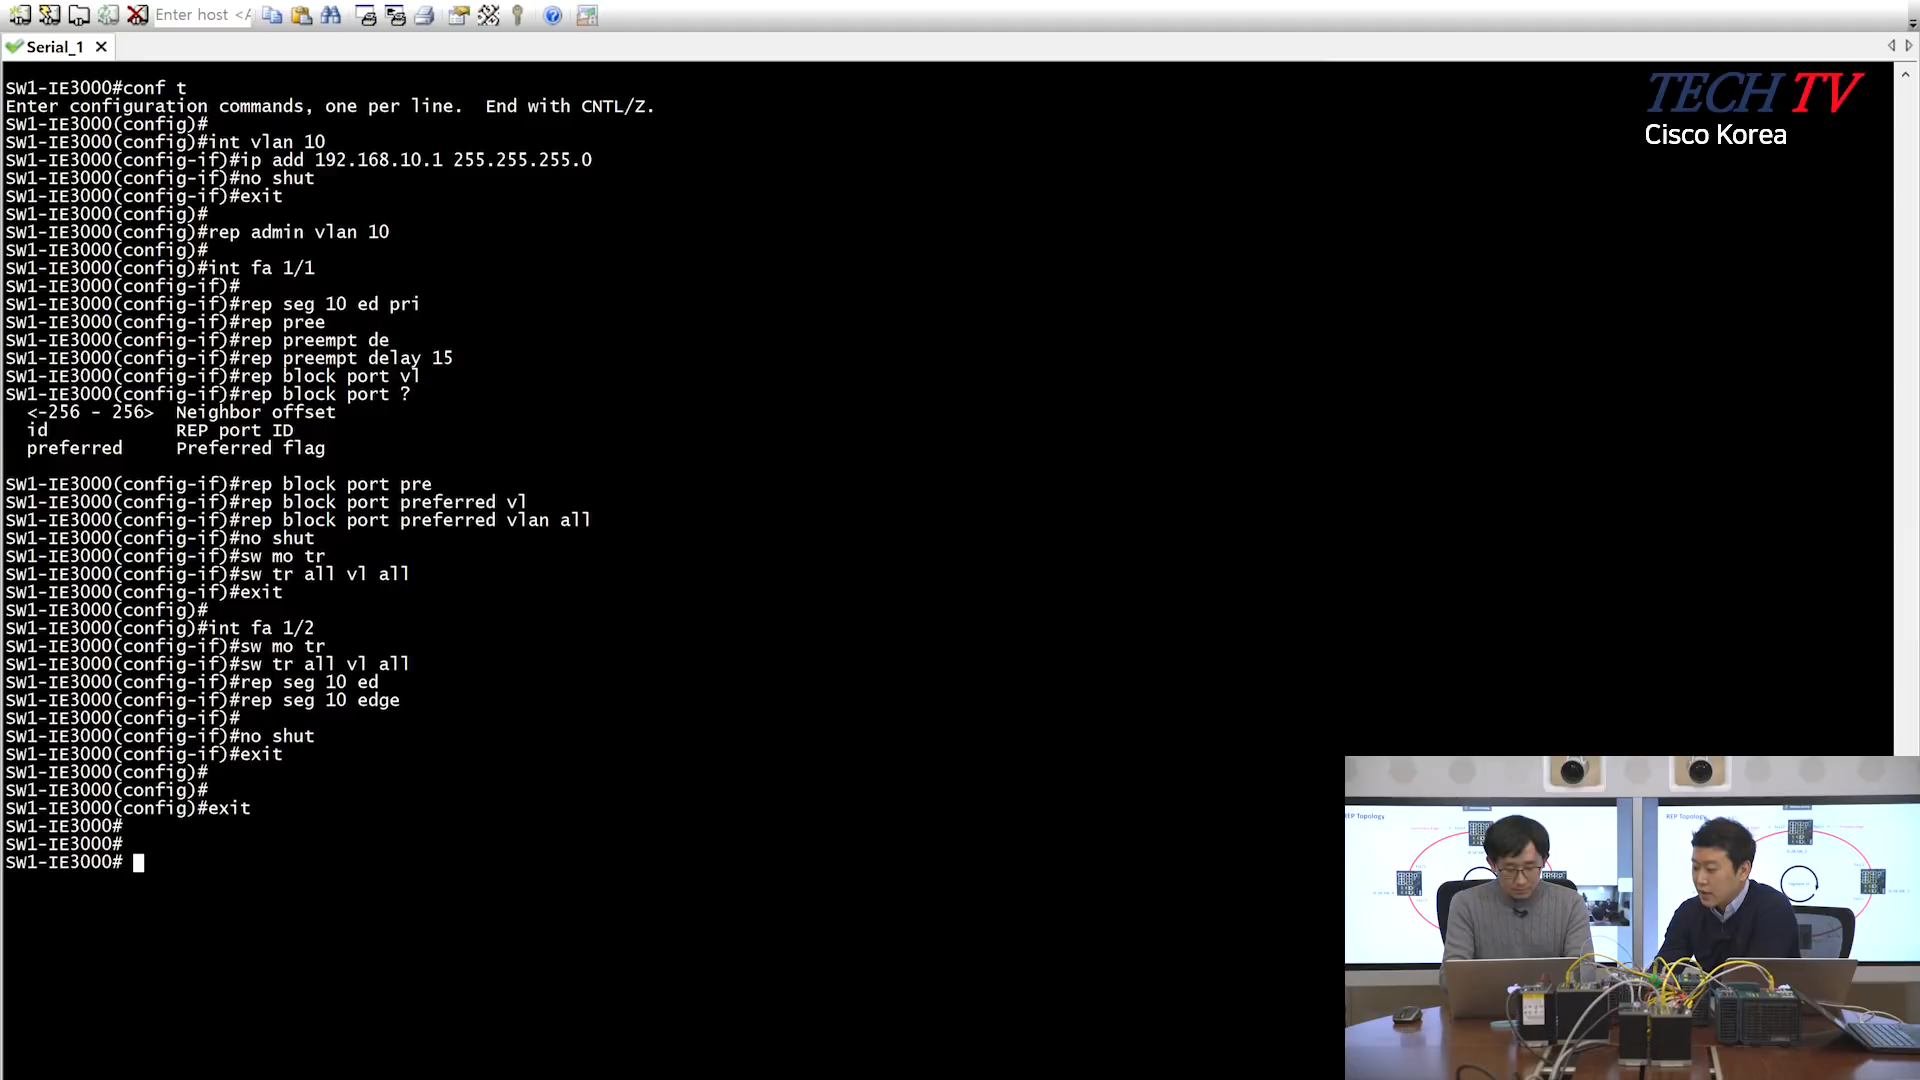 Enter host <A
Serial_1
TECH TV
Cisco Korea
SW1-IE3000#conf t
Enter configuration commands, one per line.  End with CNTL/Z.
SW1-IE3000(config)#
SW1-IE3000(config)#int vlan 10
SW1-IE3000(config-if)#ip add 192.168.10.1 255.255.255.0
SW1-IE3000(config-if)#no shut
SW1-IE3000(config-if)#exit
SW1-IE3000(config)#
SW1-IE3000(config)#rep admin vlan 10
SW1-IE3000(config)#
SW1-IE3000(config)#int fa 1/1
SW1-IE3000(config-if)#
SW1-IE3000(config-if)#rep seg 10 ed pri
SW1-IE3000(config-if)#rep pree
SW1-IE3000(config-if)#rep preempt de
SW1-IE3000(config-if)#rep preempt delay 15
SW1-IE3000(config-if)#rep block port vl
SW1-IE3000(config-if)#rep block port ?
<-256 - 256>  Neighbor offset
id            REP port ID
preferred     Preferred flag
SW1-IE3000(config-if)#rep block port pre
SW1-IE3000(config-if)#rep block port preferred vl
SW1-IE3000(config-if)#rep block port preferred vlan all
SW1-IE3000(config-if)#no shut
SW1-IE3000(config-if)#sw mo tr
SW1-IE3000(config-if)#sw tr all vl all
SW1-IE3000(config-if)#exit
SW1-IE3000(config)#
SW1-IE3000(config)#int fa 1/2
SW1-IE3000(config-if)#sw mo tr
SW1-IE3000(config-if)#sw tr all vl all
SW1-IE3000(config-if)#rep seg 10 ed
SW1-IE3000(config-if)#rep seg 10 edge
SW1-IE3000(config-if)#
SW1-IE3000(config-if)#no shut
SW1-IE3000(config-if)#exit
SW1-IE3000(config)#
SW1-IE3000(config)#
SW1-IE3000(config)#exit
SW1-IE3000#
SW1-IE3000#
SW1-IE3000#
REP Topology
REP Topology